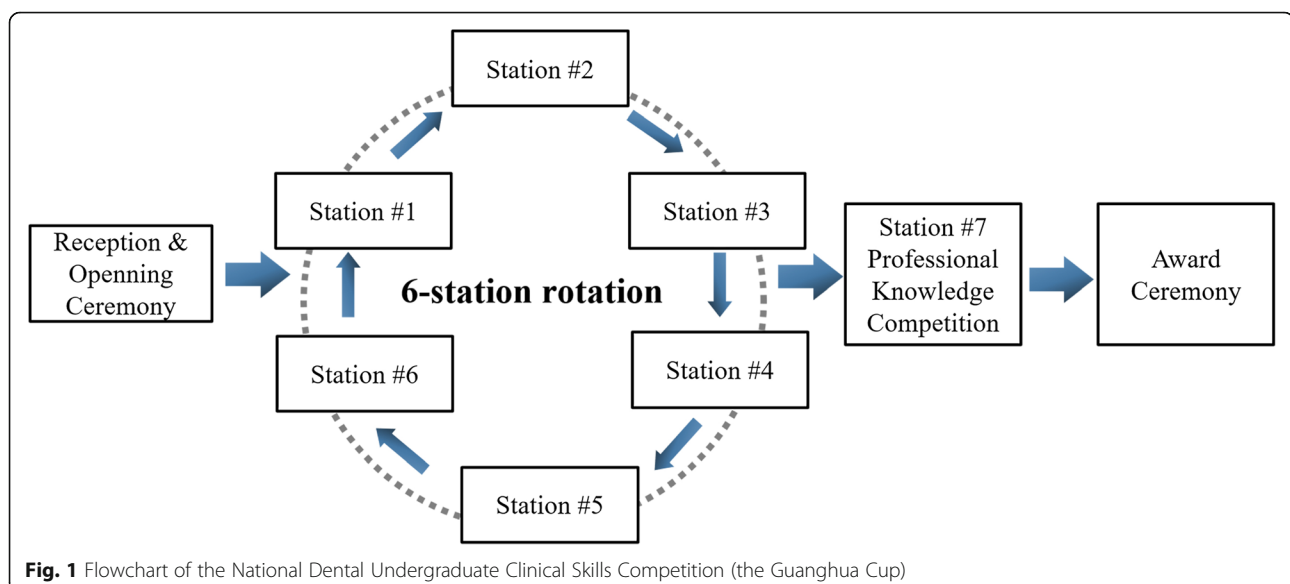 Station #2
Station #1
Station #3
Reception &
Openning
Ceremony
6-station rotation
Station #7
Professional
Knowledge
Competition
Award
Ceremony
Station #6
Station #4
Station #5
Fig. 1 Flowchart of the National Dental Undergraduate Clinical Skills Competition (the Guanghua Cup)